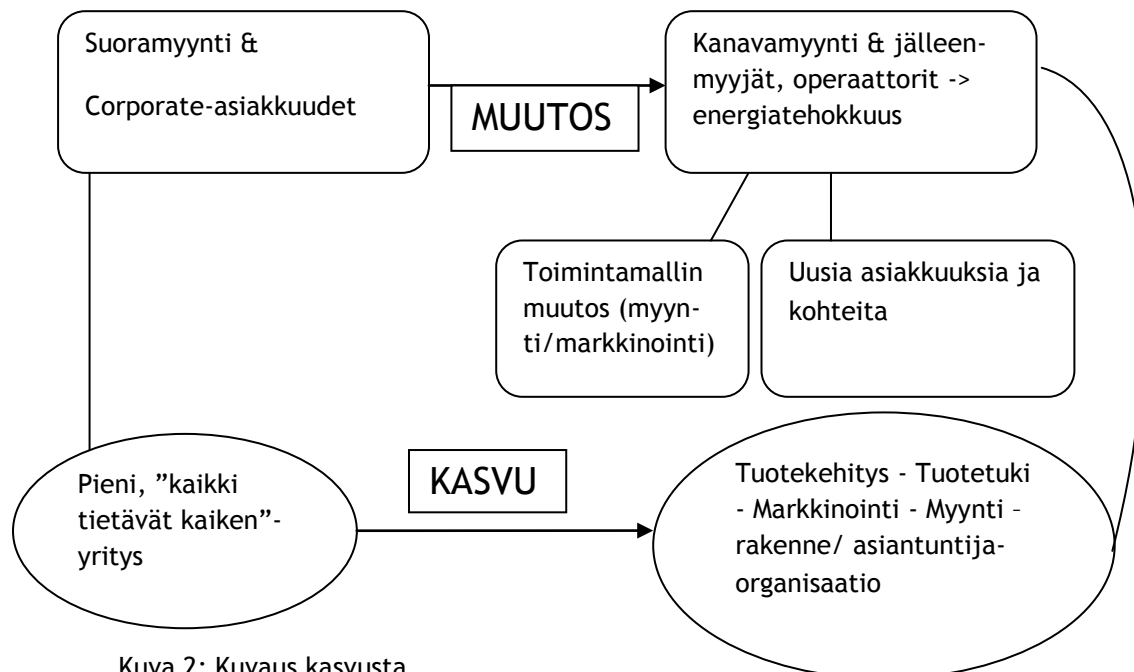 Suoramyynti &
Corporate-asiakkuudet
MUUTOS
Kanavamyynti & jälleen-
myyjät, operaattorit ->
energiatehokkuus
Toimintamallin
muutos (myyn-
ti/markkinointi)
Uusia asiakkuuksia ja
kohteita
Pieni, ”kaikki
tietävät kaiken”-
yritys
KASVU
Tuotekehitys - Tuotetuki
- Markkinointi - Myynti –
rakenne/ asiantuntija-
organisaatio
Kuva 2: Kuvaus kasvusta